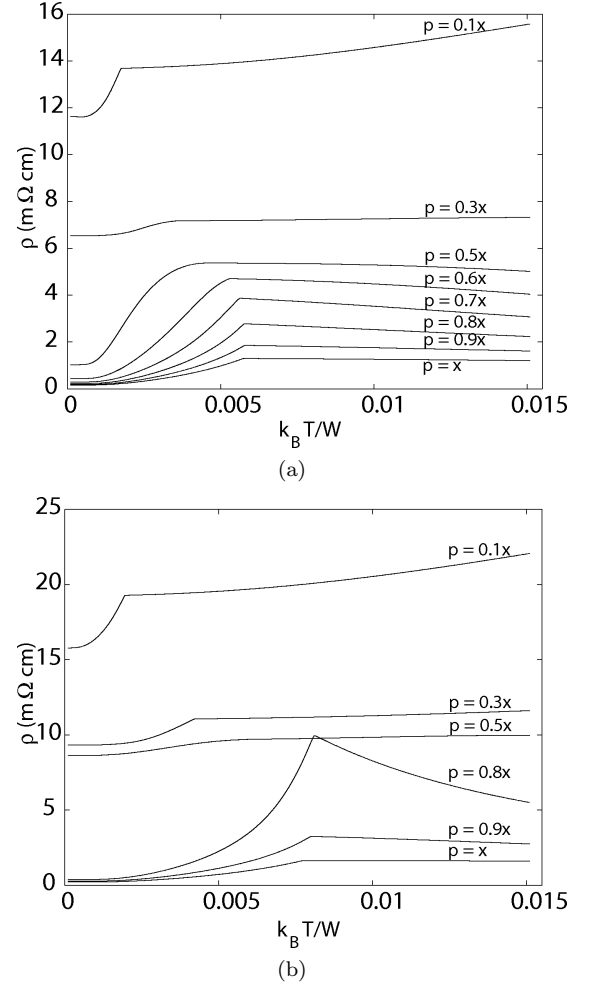 16
14
12
10
8
6
4
2
0
ρ (m Ω cm)
p = 0.1x
p = 0.3x
p = 0.5x
p = 0.6x
p = 0.7x
p = 0.8x
p = 0.9x
p = x
0 0.005 0.01 0.015
k_B T/W
(a)
25
20
15
10
5
0
ρ (m Ω cm)
p = 0.1x
p = 0.3x
p = 0.5x
p = 0.8x
p = 0.9x
p = x
0 0.005 0.01 0.015
k_B T/W
(b)